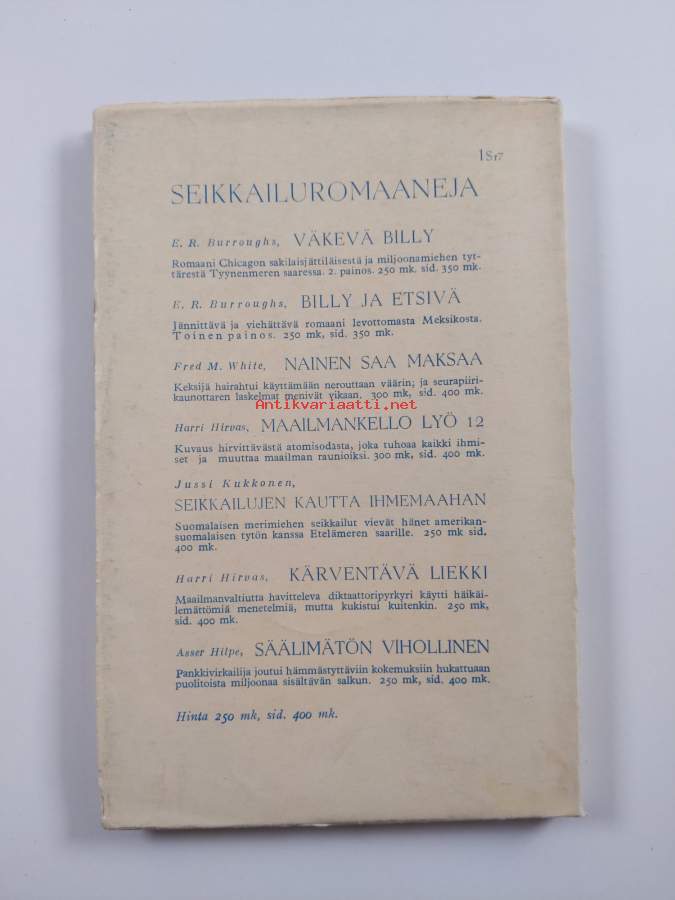 1S17
SEIKKAILUROMAANEJA
E. R. Burroughs, VÄKEVÄ BILLY
Romaani Chicagon sakilaisjättiläisestä ja miljoonamiehen tyt-
tärestä Tyynenmeren saaressa. 2. painos. 250 mk. sid. 350 mk.
E. R. Burroughs, BILLY JA ETSIVÄ
Jännittävä ja viehättävä romaani levottomasta Meksikosta.
Toinen painos. 250 mk, sid. 350 mk.
Fred M. White, NAINEN SAA MAKSAA
Keksijä hairahtui käyttämään nerouttaan väärin; ja seurapiiri-
kaunottaren laskelmat menivät vikaan. 300 mk, sid. 400 mk.
Antikvariaatti.net
Harri Hirvas, MAAILMANKELLO LYÖ 12
Kuvaus hirvittävästä atomisodasta, joka tuhoaa kaikki ihmi-
set ja muuttaa maailman raunioiksi. 300 mk, sid. 400 mk.
Jussi Kukkonen,
SEIKKAILUJEN KAUTTA IHMEMAAHAN
Suomalaisen merimiehen seikkailut vievät hänet amerikan-
suomalaisen tytön kanssa Etelämeren saarille. 250 mk sid.
400 mk.
Harri Hirvas, KÄRVENTÄVÄ LIEKKI
Maailmanvaltiutta havitteleva diktaattoripyrkyri käytti häikäi-
lemättömiä menetelmiä, mutta kukistui kuitenkin. 250 mk,
sid. 400 mk.
Asser Hilpe, SÄÄLIMÄTÖN VIHOLLINEN
Pankkivirkailija joutui hämmästyttäviin kokemuksiin hukattuaan
puolitoista miljoonaa sisältävän salkun. 250 mk, sid. 400 mk.
Hinta 250 mk, sid. 400 mk.